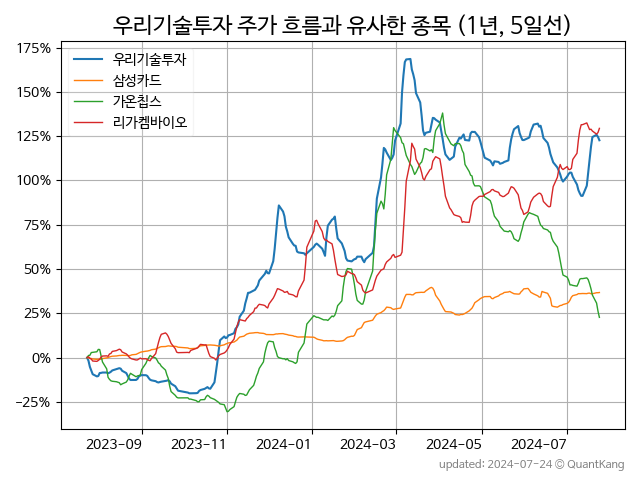 우리기술투자 주가 흐름과 유사한 종목 (1년, 5일선)
175%
150%
125%
100%
75%
50%
25%
0%
−25%
우리기술투자
삼성카드
가온칩스
리가켐바이오
2023-09
2023-11
2024-01
2024-03
2024-05
2024-07
updated: 2024-07-24 © QuantKang